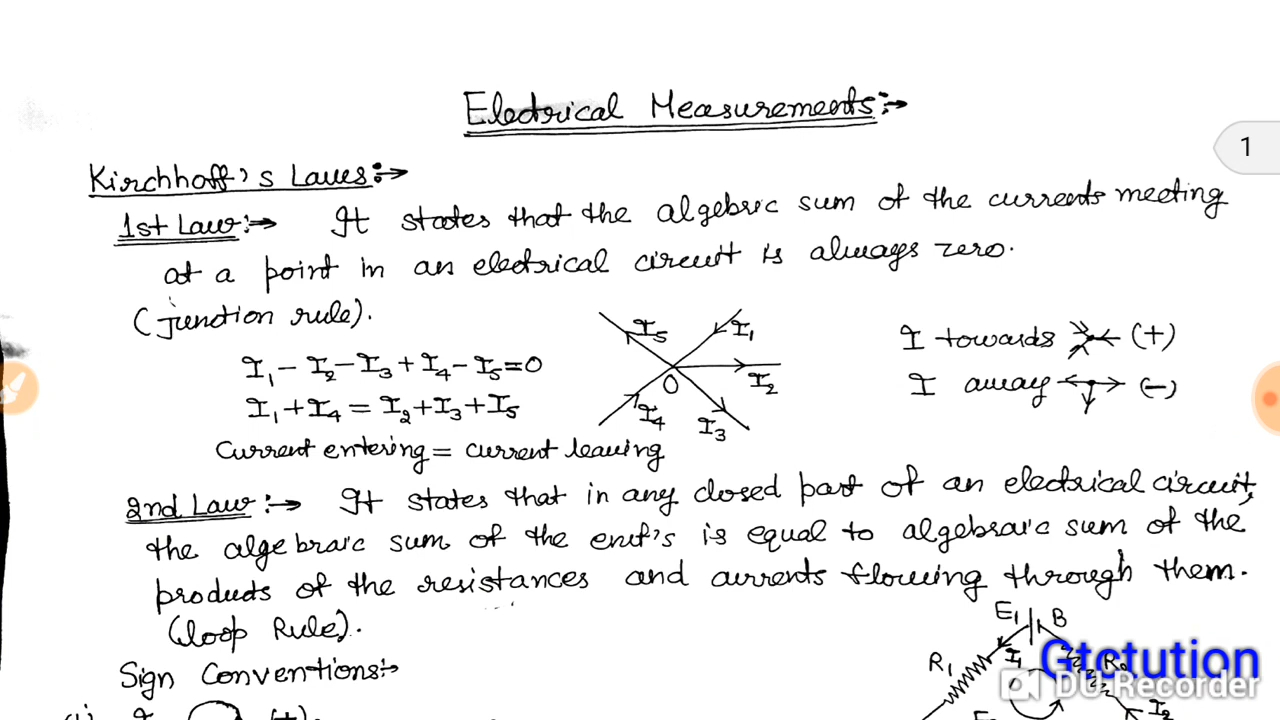 Electrical Measurements:→
1
Kirchhoff's Laws:→
1st Law:→ It states that the algebric sum of the currents meeting
at a point in an electrical circuit is always zero.
(junction rule).
I₁ - I₂ - I₃ + I₄ - I₅ = 0
I₁ + I₄ = I₂ + I₃ + I₅
Current entering = current leaving
I₅ I₁
O I₂
I₄ I₃
I towards (+)
I away (-)
2nd Law:→ It states that in any closed part of an electrical circuit,
the algebraic sum of the emf's is equal to algebraic sum of the
products of the resistances and currents flowing through them.
(loop Rule).
Sign Conventions:→
E₁ B
R₁ I₁
I₂
Gtctution
DU Recorder
(+)